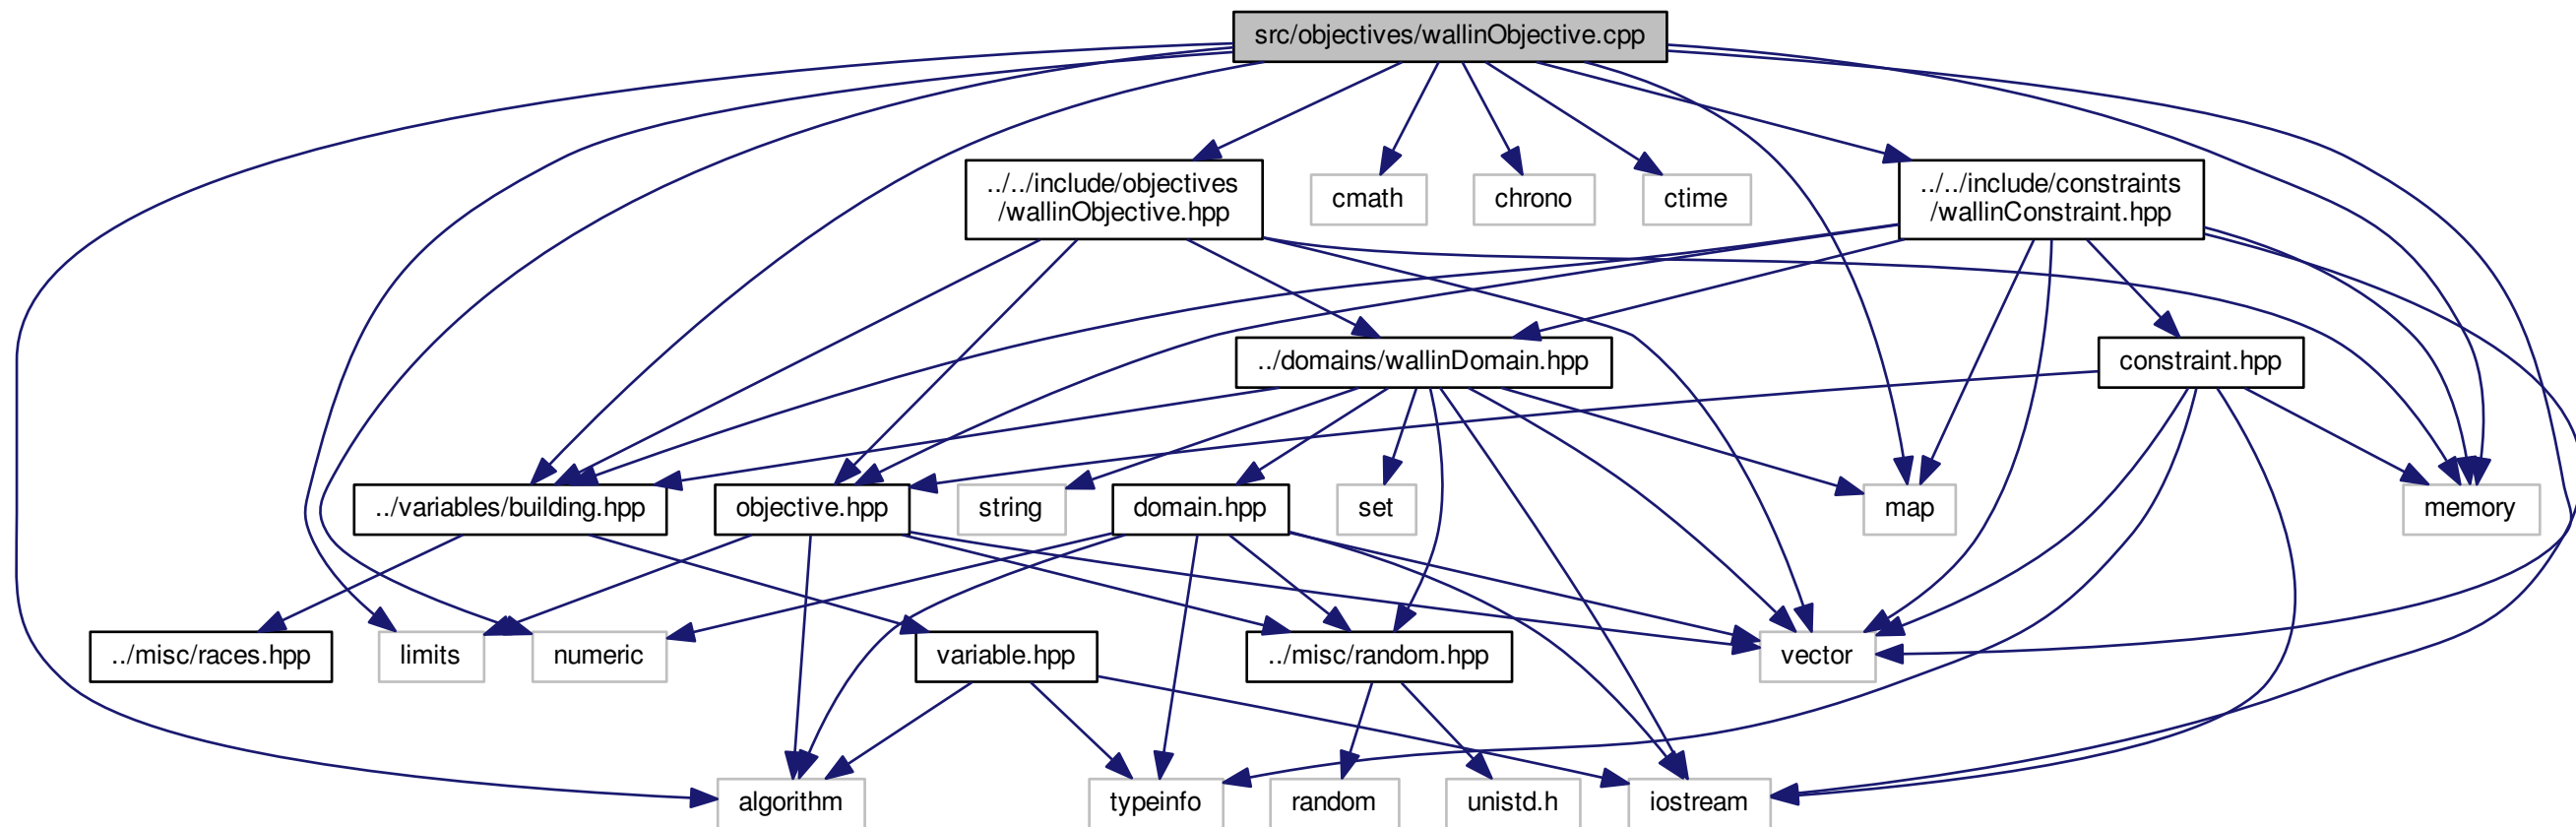 src/objectives/wallinObjective.cpp
../../include/objectives
/wallinObjective.hpp
cmath
chrono
ctime
../../include/constraints
/wallinConstraint.hpp
../domains/wallinDomain.hpp
constraint.hpp
../variables/building.hpp
objective.hpp
string
domain.hpp
set
map
memory
../misc/races.hpp
limits
numeric
variable.hpp
../misc/random.hpp
vector
algorithm
typeinfo
random
unistd.h
iostream